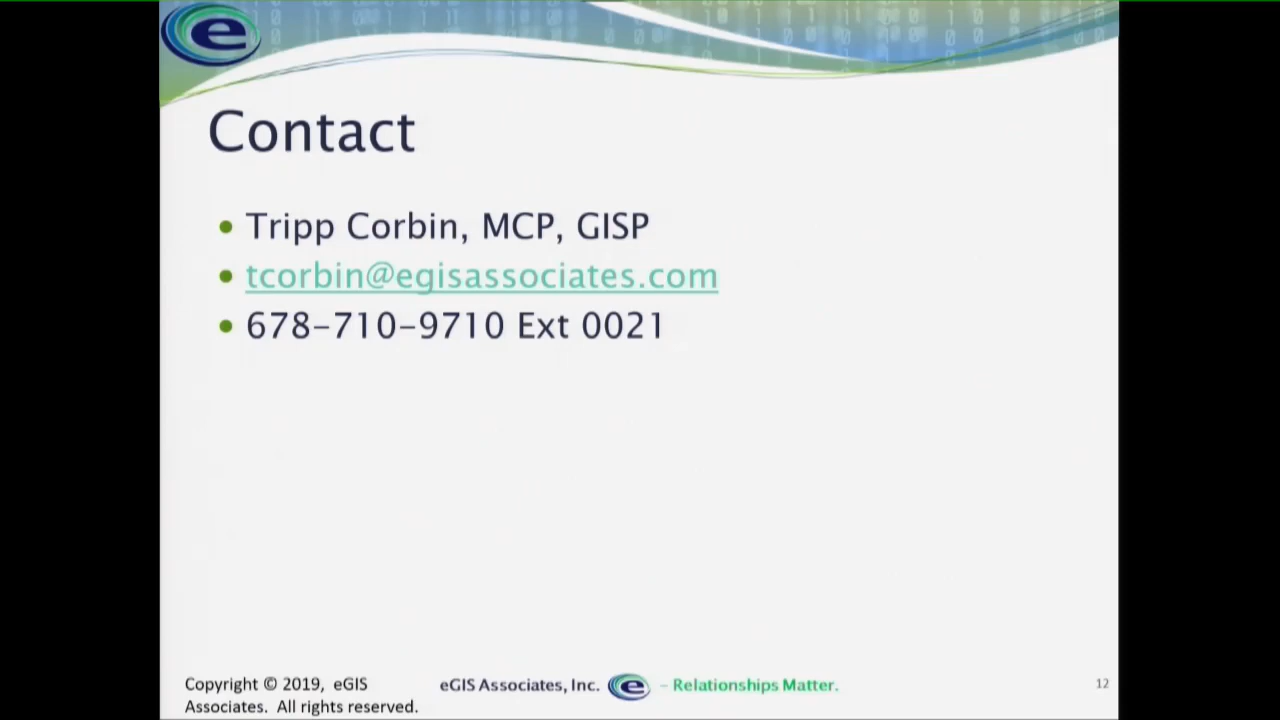 e
Contact
• Tripp Corbin, MCP, GISP
• tcorbin@egisassociates.com
• 678-710-9710 Ext 0021
Copyright © 2019, eGIS
Associates. All rights reserved.
eGIS Associates, Inc. e - Relationships Matter.
12